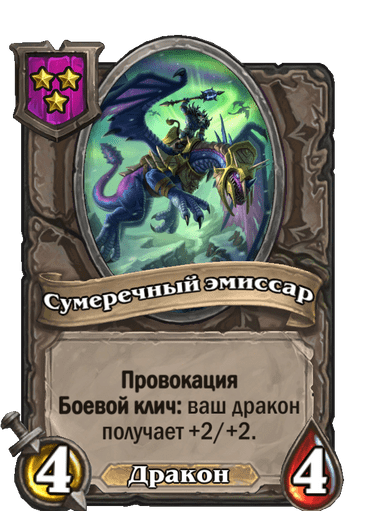 Сумеречный эмиссар
Провокация
Боевой клич: ваш дракон
получает +2/+2.
4
Дракон
4